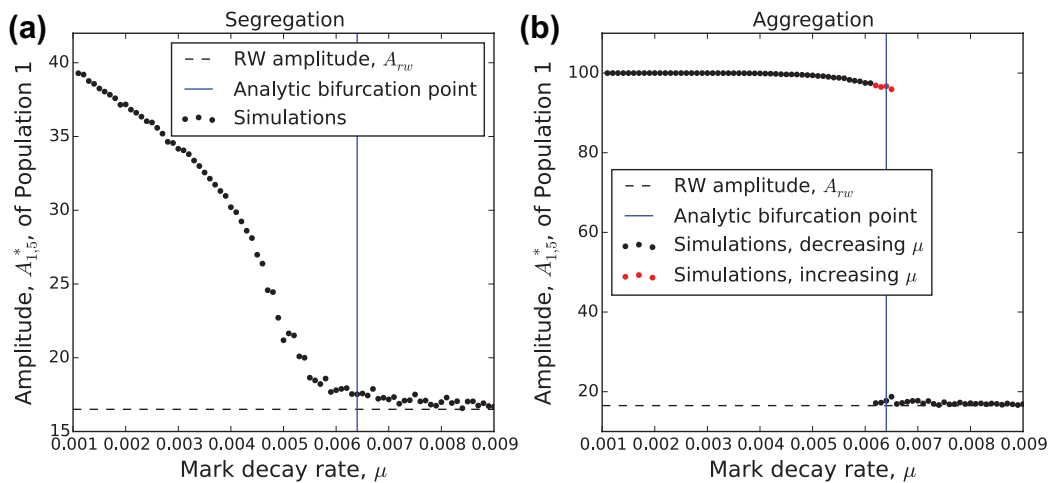 (a)
Segregation
40
35
30
25
20
15
0.001 0.002 0.003 0.004 0.005 0.006 0.007 0.008 0.009
Mark decay rate, μ
Amplitude, A*1,5, of Population 1
RW amplitude, Arw
Analytic bifurcation point
Simulations
(b)
Aggregation
100
80
60
40
20
0.001 0.002 0.003 0.004 0.005 0.006 0.007 0.008 0.009
Mark decay rate, μ
Amplitude, A*1,5, of Population 1
RW amplitude, Arw
Analytic bifurcation point
Simulations, decreasing μ
Simulations, increasing μ